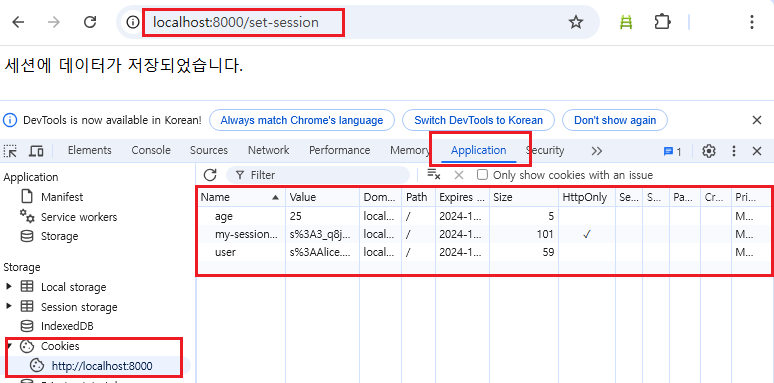 localhost:8000/set-session
세션에 데이터가 저장되었습니다.
DevTools is now available in Korean! Always match Chrome's language Switch DevTools to Korean Don't show again
Elements Console Sources Network Performance Memory Application Security 1
Application
Manifest
Service workers
Storage
Storage
Local storage
Session storage
IndexedDB
Cookies
http://localhost:8000
Filter Only show cookies with an issue
Name Value Dom... Path Expires ... Size HttpOnly Se... S... Pa... Cr... Pri...
age 25 local... / 2024-1... 5 M...
my-session... s%3A3_q8j... local... / 2024-1... 101 ✓ M...
user s%3AAlice.... local... / 2024-1... 59 M...